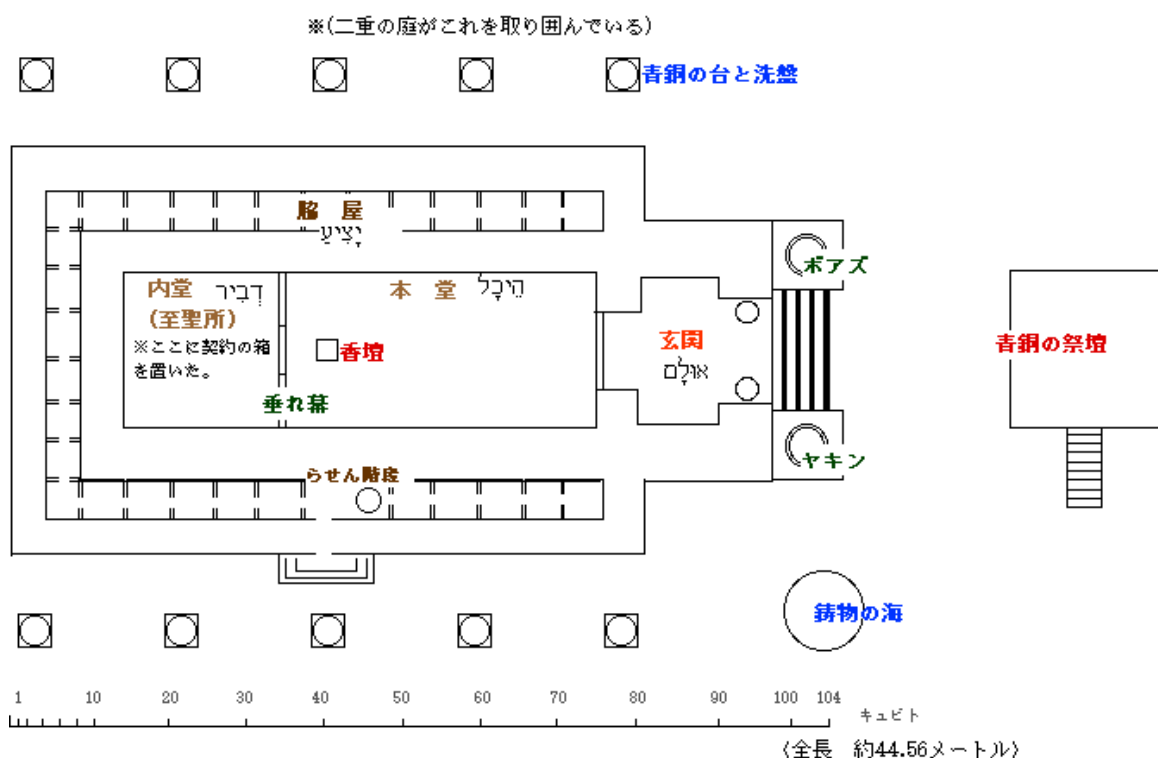 ※(二重の庭がこれを取り囲んでいる)
青銅の台と洗盤
脇 屋
יָצִיעַ
ボアズ
内堂 דְּבִיר
本 堂 הֵיכָל
(至聖所)
※ここに契約の箱
を置いた。
香壇
玄関
אוּלָם
青銅の祭壇
垂れ幕
ヤキン
らせん階段
鋳物の海
1 10 20 30 40 50 60 70 80 90 100 104
キュビト
〈全長 約44.56メートル〉